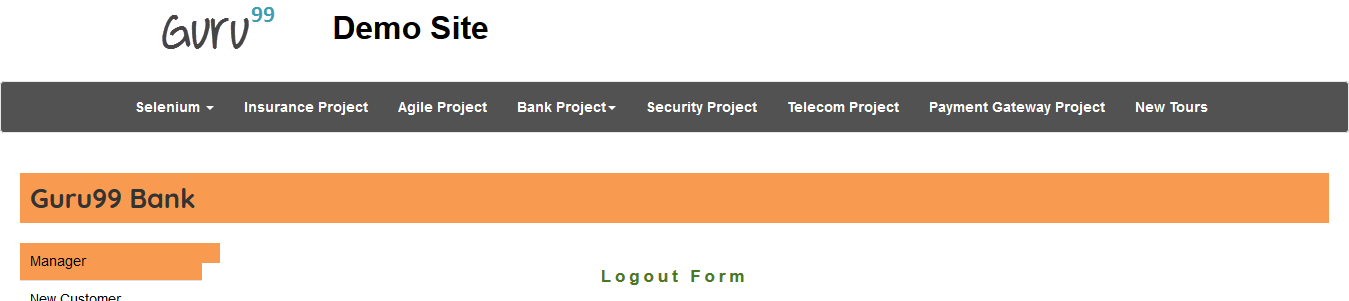 Guru99 Demo Site
Selenium Insurance Project Agile Project Bank Project Security Project Telecom Project Payment Gateway Project New Tours
Guru99 Bank
Manager
Logout Form
New Customer